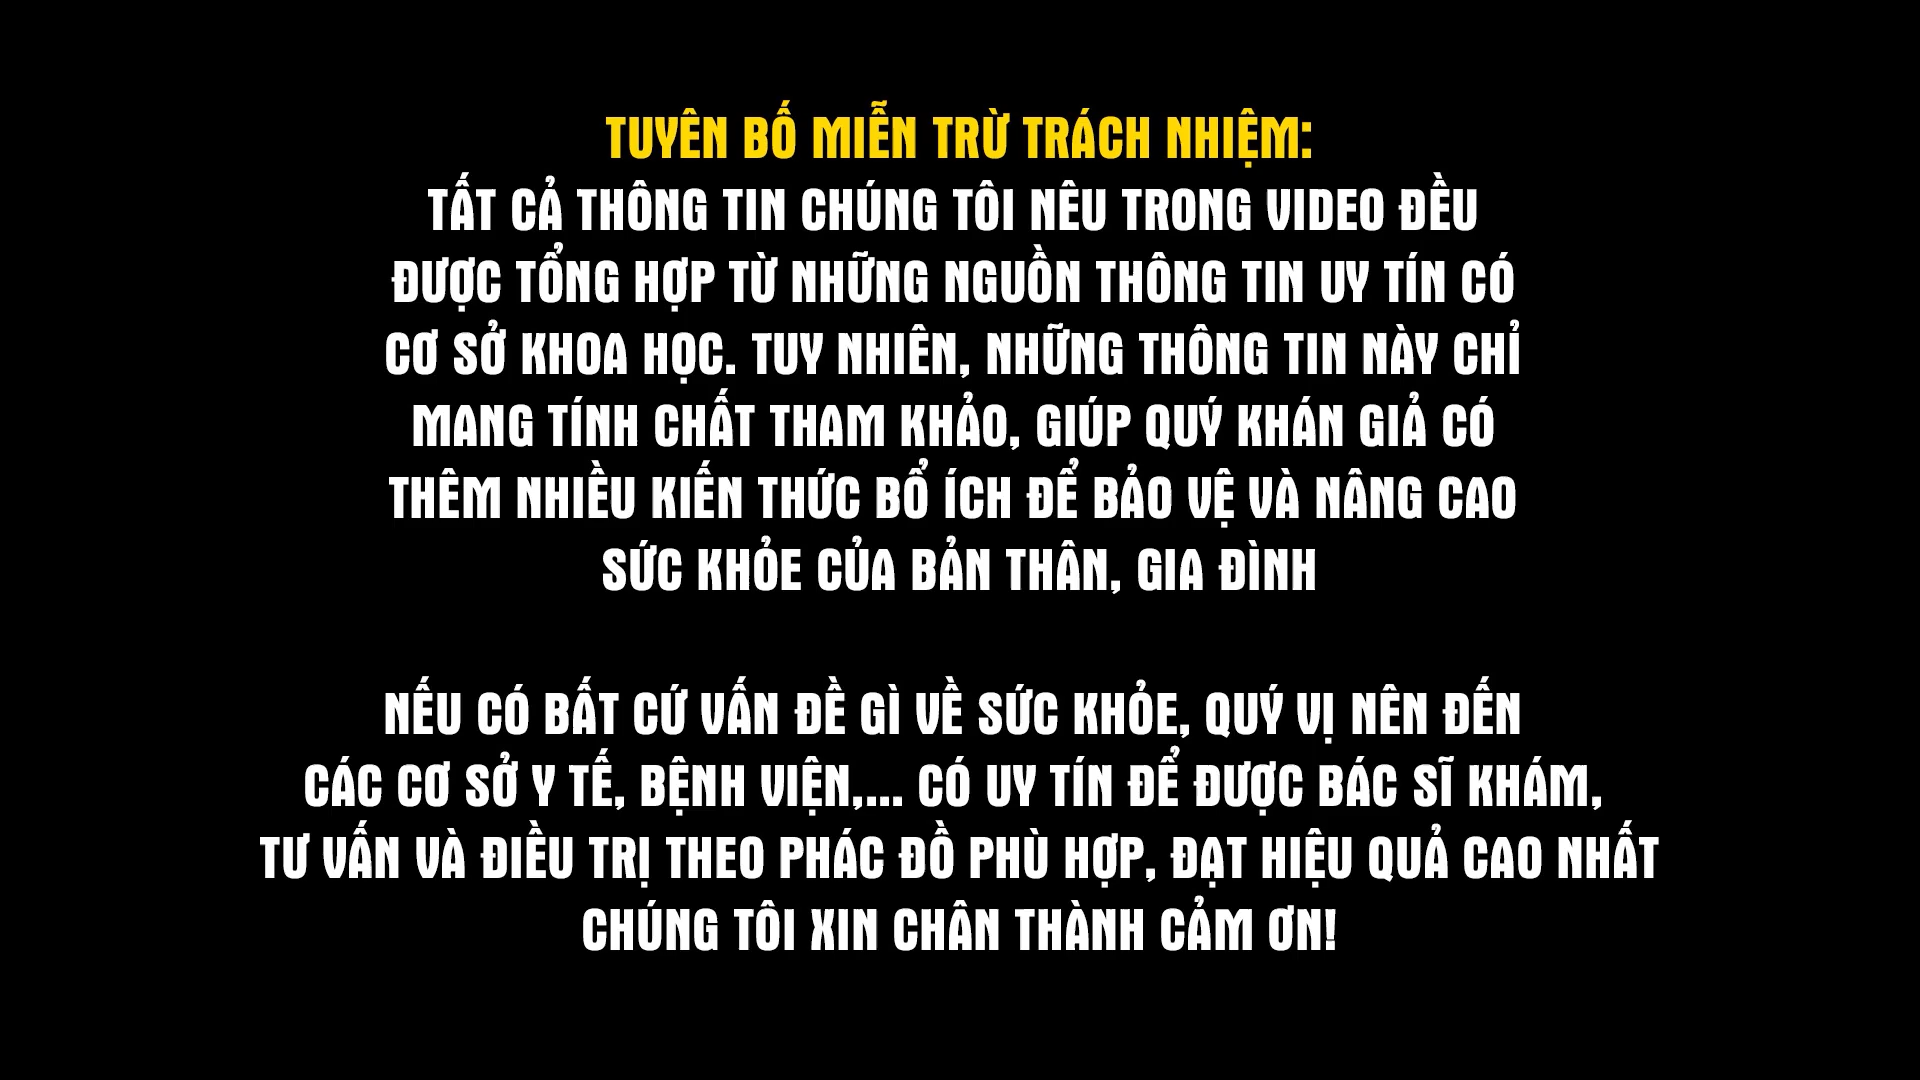 TUYÊN BỐ MIỄN TRỪ TRÁCH NHIỆM:
TẤT CẢ THÔNG TIN CHÚNG TÔI NÊU TRONG VIDEO ĐỀU
ĐƯỢC TỔNG HỢP TỪ NHỮNG NGUỒN THÔNG TIN UY TÍN CÓ
CƠ SỞ KHOA HỌC. TUY NHIÊN, NHỮNG THÔNG TIN NÀY CHỈ
MANG TÍNH CHẤT THAM KHẢO, GIÚP QUÝ KHÁN GIẢ CÓ
THÊM NHIỀU KIẾN THỨC BỔ ÍCH ĐỂ BẢO VỆ VÀ NÂNG CAO
SỨC KHỎE CỦA BẢN THÂN, GIA ĐÌNH
NẾU CÓ BẤT CỨ VẤN ĐỀ GÌ VỀ SỨC KHỎE, QUÝ VỊ NÊN ĐẾN
CÁC CƠ SỞ Y TẾ, BỆNH VIỆN,... CÓ UY TÍN ĐỂ ĐƯỢC BÁC SĨ KHÁM,
TƯ VẤN VÀ ĐIỀU TRỊ THEO PHÁC ĐỒ PHÙ HỢP, ĐẠT HIỆU QUẢ CAO NHẤT
CHÚNG TÔI XIN CHÂN THÀNH CẢM ƠN!